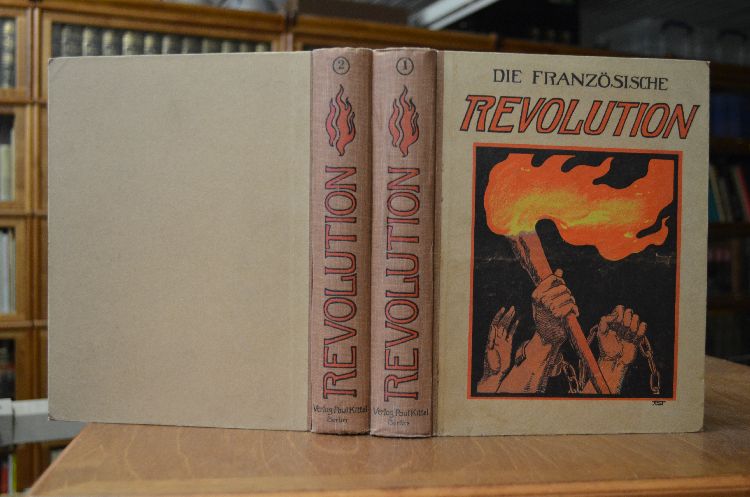 2
REVOLUTION
Verlag Paul Kittel
Berlin
1
REVOLUTION
Verlag Paul Kittel
Berlin
DIE FRANZÖSISCHE
REVOLUTION